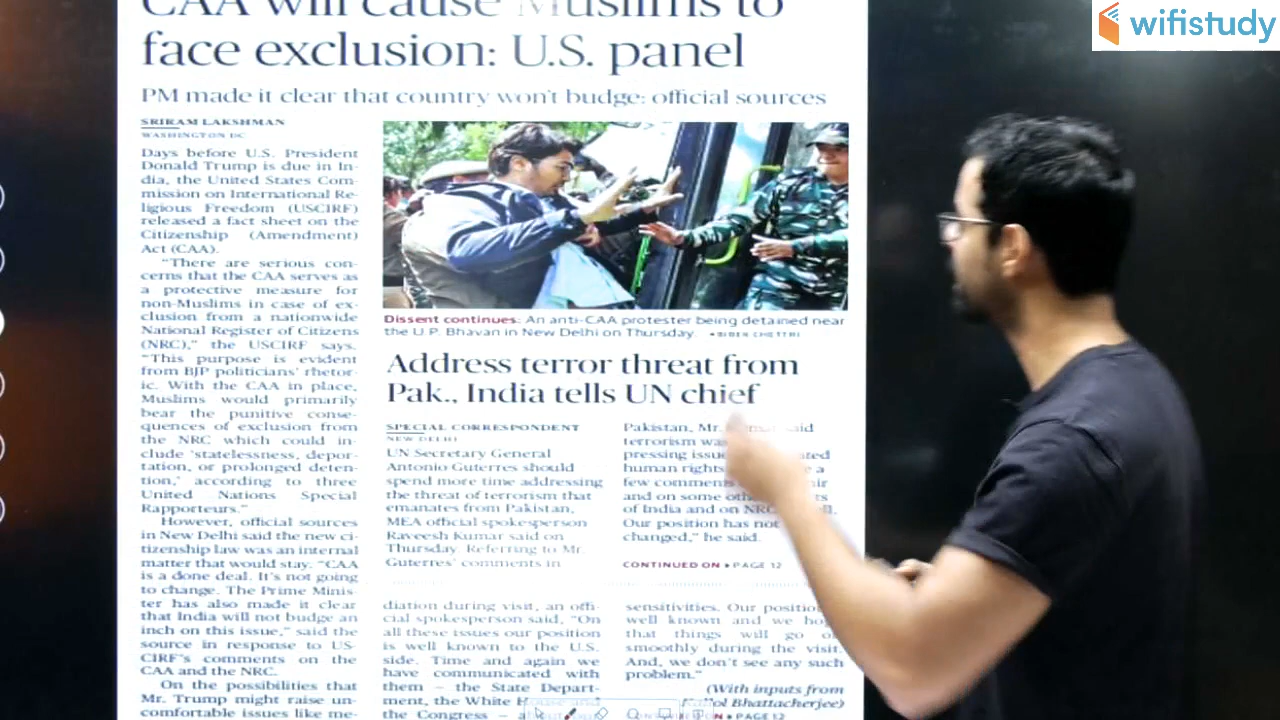 wifistudy
CAA will cause Muslims to
face exclusion: U.S. panel
PM made it clear that country won't budge: official sources
SRIRAM LAKSHMAN
WASHINGTON DC
Days before U.S. President
Donald Trump is due in In-
dia, the United States Com-
mission on International Re-
ligious Freedom (USCIRF)
released a fact sheet on the
Citizenship (Amendment)
Act (CAA).
"There are serious con-
cerns that the CAA serves as
a protective measure for
non-Muslims in case of ex-
clusion from a nationwide
National Register of Citizens
(NRC)," the USCIRF says.
"This purpose is evident
from BJP politicians' rhetor-
ic. With the CAA in place,
Muslims would primarily
bear the punitive conse-
quences of exclusion from
the NRC which could in-
clude 'statelessness, depor-
tation, or prolonged deten-
tion,' according to three
United Nations Special
Rapporteurs."
However, official sources
in New Delhi said the new ci-
tizenship law was an internal
matter that would stay. "CAA
is a done deal. It's not going
to change. The Prime Minis-
ter has also made it clear
that India will not budge an
inch on this issue," said the
source in response to US-
CIRF's comments on the
CAA and the NRC.
On the possibilities that
Mr. Trump might raise un-
comfortable issues like me-
Dissent continues: An anti-CAA protester being detained near
the U.P. Bhavan in New Delhi on Thursday.
Address terror threat from
Pak., India tells UN chief
SPECIAL CORRESPONDENT
NEW DELHI
UN Secretary General
Antonio Guterres should
spend more time addressing
the threat of terrorism that
emanates from Pakistan,
MEA official spokesperson
Raveesh Kumar said on
Thursday. Referring to Mr.
Guterres' comments in
Pakistan, Mr. said
terrorism was
pressing issue
human rights a
few comments
and on some
of India and on NRC
Our position has not
changed," he said.
CONTINUED ON PAGE 12
diation during visit, an offi-
cial spokesperson said, "On
all these issues our position
is well known to the U.S.
side. Time and again we
have communicated with
them – the State Depart-
ment, the White House and
the Congress –
sensitivities. Our
well known and we
that things will go
smoothly during the visit.
And, we don't see any such
problem."
(With inputs from
Bhattacherjee)
PAGE 12